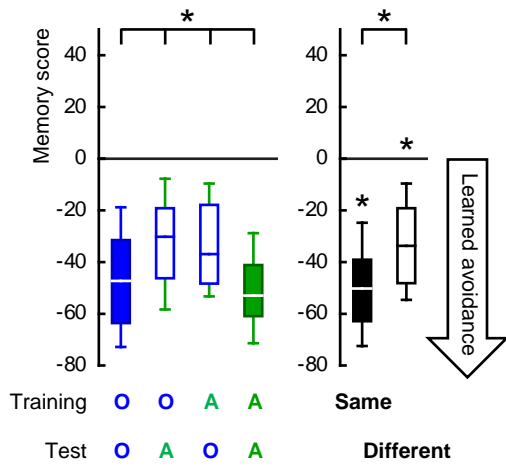 * *
40 40
Memory score
20 20
0 0
*
-20 -20
*
-40 -40
-60 -60
-80 -80
Learned avoidance
Training O O A A Same
Test O A O A Different